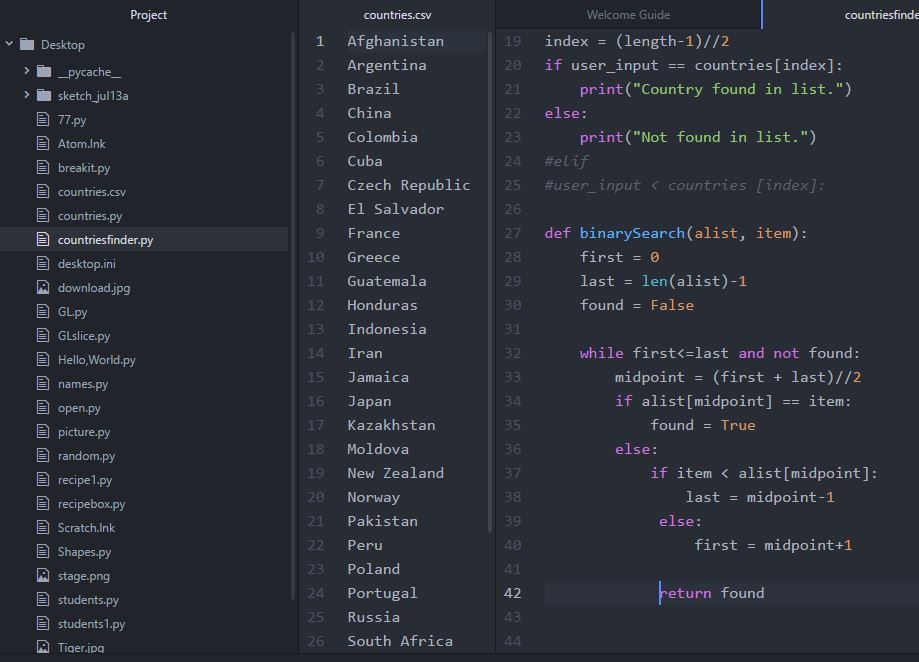 Project
Desktop
__pycache__
sketch_jul13a
77.py
Atom.lnk
breakit.py
countries.csv
countries.py
countriesfinder.py
desktop.ini
download.jpg
GL.py
GLslice.py
Hello,World.py
names.py
open.py
picture.py
random.py
recipe1.py
recipebox.py
Scratch.lnk
Shapes.py
stage.png
students.py
students1.py
Tiger.jpg
countries.csv
1 Afghanistan
2 Argentina
3 Brazil
4 China
5 Colombia
6 Cuba
7 Czech Republic
8 El Salvador
9 France
10 Greece
11 Guatemala
12 Honduras
13 Indonesia
14 Iran
15 Jamaica
16 Japan
17 Kazakhstan
18 Moldova
19 New Zealand
20 Norway
21 Pakistan
22 Peru
23 Poland
24 Portugal
25 Russia
26 South Africa
Welcome Guide
countriesfinde
19 index = (length-1)//2
20 if user_input == countries[index]:
21     print("Country found in list.")
22 else:
23     print("Not found in list.")
24 #elif
25 #user_input < countries [index]:
26
27 def binarySearch(alist, item):
28     first = 0
29     last = len(alist)-1
30     found = False
31
32     while first<=last and not found:
33         midpoint = (first + last)//2
34         if alist[midpoint] == item:
35             found = True
36         else:
37             if item < alist[midpoint]:
38                 last = midpoint-1
39              else:
40                  first = midpoint+1
41
42              return found
43
44